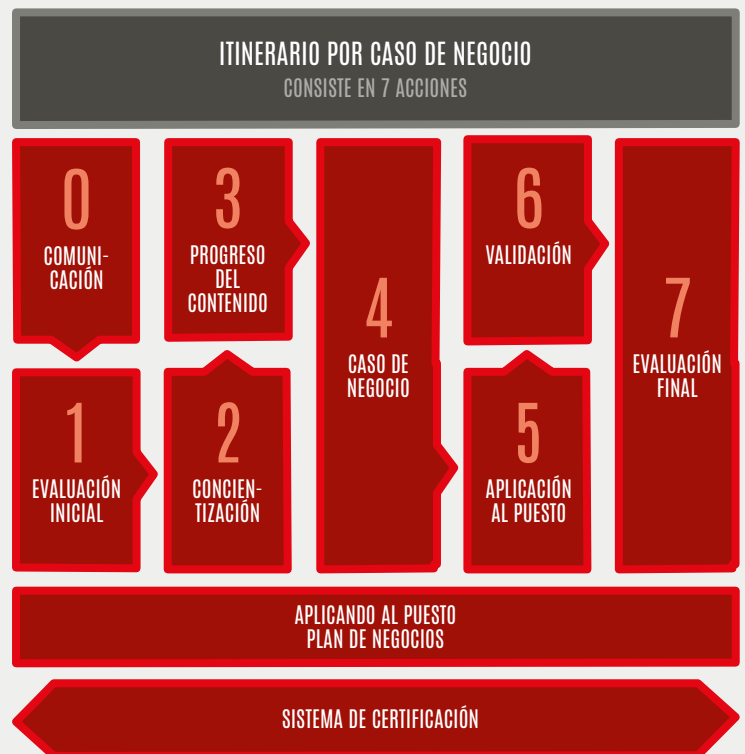 ITINERARIO POR CASO DE NEGOCIO
CONSISTE EN 7 ACCIONES
0
COMUNI-
CACIÓN
1
EVALUACIÓN
INICIAL
2
CONCIEN-
TIZACIÓN
3
PROGRESO
DEL
CONTENIDO
4
CASO DE
NEGOCIO
5
APLICACIÓN
AL PUESTO
6
VALIDACIÓN
7
EVALUACIÓN
FINAL
APLICANDO AL PUESTO
PLAN DE NEGOCIOS
SISTEMA DE CERTIFICACIÓN